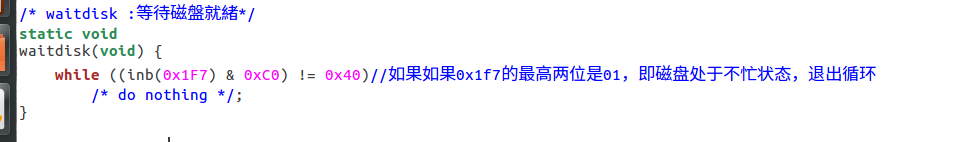 /* waitdisk :等待磁盤就緒*/
static void
waitdisk(void) {
    while ((inb(0x1F7) & 0xC0) != 0x40)//如果如果0x1f7的最高两位是01，即磁盘处于不忙状态，退出循环
        /* do nothing */;
}